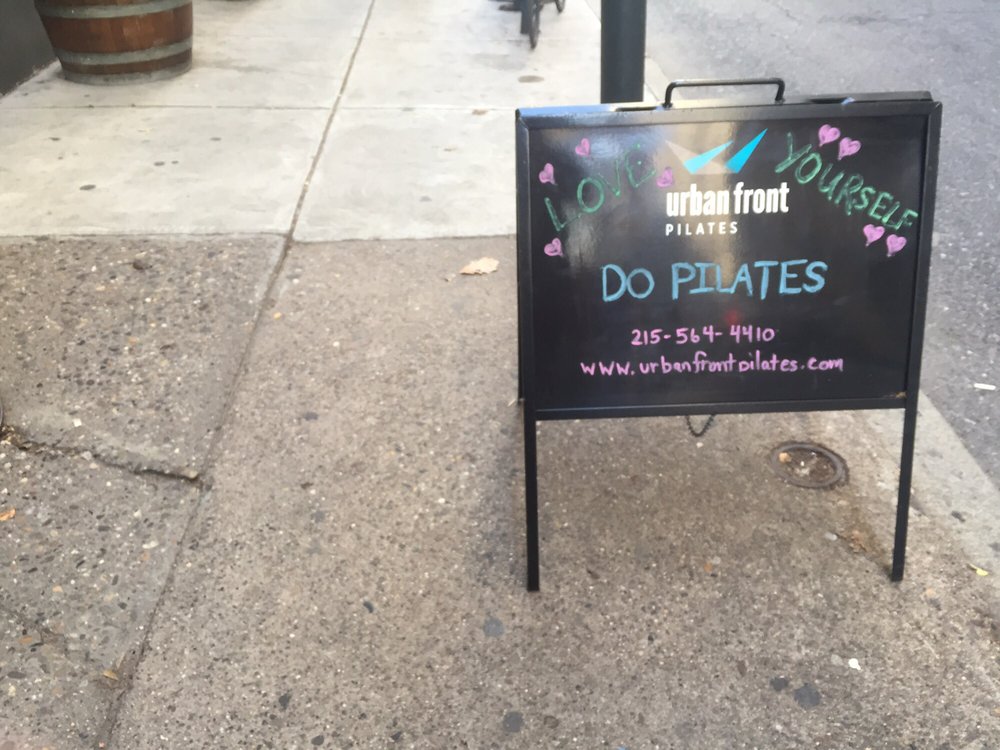 LOVE YOURSELF
urban front
PILATES
DO PILATES
215-564-4410
www.urbanfrontpilates.com